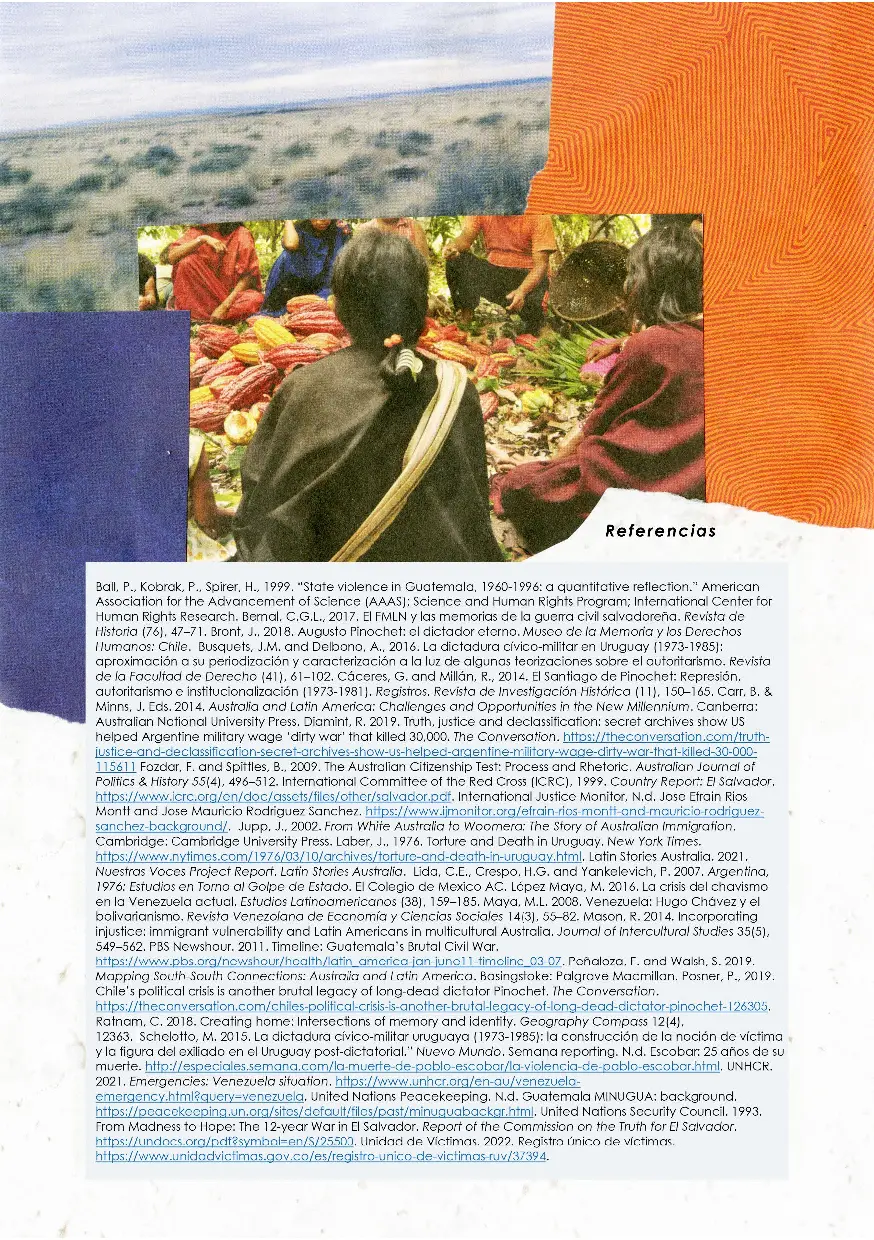 Referencias
Ball, P., Kobrak, P., Spirer, H., 1999. “State violence in Guatemala, 1960-1996: a quantitative reflection.” American
Association for the Advancement of Science (AAAS); Science and Human Rights Program; International Center for
Human Rights Research. Bernal, C.G.L., 2017. El FMLN y las memorias de la guerra civil salvadoreña. Revista de
Historia (76), 47–71. Bront, J., 2018. Augusto Pinochet: el dictador eterno. Museo de la Memoria y los Derechos
Humanos: Chile. Busquets, J.M. and Delbono, A., 2016. La dictadura cívico-militar en Uruguay (1973-1985):
aproximación a su periodización y caracterización a la luz de algunas teorizaciones sobre el autoritarismo. Revista
de la Facultad de Derecho (41), 61–102. Cáceres, G. and Millán, R., 2014. El Santiago de Pinochet: Represión,
autoritarismo e institucionalización (1973-1981). Registros. Revista de Investigación Histórica (11), 150–165. Carr, B. &
Minns, J. Eds. 2014. Australia and Latin America: Challenges and Opportunities in the New Millennium. Canberra:
Australian National University Press. Diamint, R. 2019. Truth, justice and declassification: secret archives show US
helped Argentine military wage ‘dirty war’ that killed 30,000. The Conversation. https://theconversation.com/truth-
justice-and-declassification-secret-archives-show-us-helped-argentine-military-wage-dirty-war-that-killed-30-000-
115611 Fozdar, F. and Spittles, B., 2009. The Australian Citizenship Test: Process and Rhetoric. Australian Journal of
Politics & History 55(4), 496–512. International Committee of the Red Cross (ICRC), 1999. Country Report: El Salvador.
https://www.icrc.org/en/doc/assets/files/other/salvador.pdf. International Justice Monitor, N.d. Jose Efrain Rios
Montt and Jose Mauricio Rodriguez Sanchez. https://www.ijmonitor.org/efrain-rios-montt-and-mauricio-rodriguez-
sanchez-background/. Jupp, J., 2002. From White Australia to Woomera: The Story of Australian Immigration.
Cambridge: Cambridge University Press. Laber, J., 1976. Torture and Death in Uruguay. New York Times.
https://www.nytimes.com/1976/03/10/archives/torture-and-death-in-uruguay.html. Latin Stories Australia. 2021.
Nuestras Voces Project Report. Latin Stories Australia. Lida, C.E., Crespo, H.G. and Yankelevich, P. 2007. Argentina,
1976: Estudios en Torno al Golpe de Estado. El Colegio de Mexico AC. López Maya, M. 2016. La crisis del chavismo
en la Venezuela actual. Estudios Latinoamericanos (38), 159–185. Maya, M.L. 2008. Venezuela: Hugo Chávez y el
bolivarianismo. Revista Venezolana de Economía y Ciencias Sociales 14(3), 55–82. Mason, R. 2014. Incorporating
injustice: immigrant vulnerability and Latin Americans in multicultural Australia. Journal of Intercultural Studies 35(5),
549–562. PBS Newshour. 2011. Timeline: Guatemala’s Brutal Civil War.
https://www.pbs.org/newshour/health/latin_america-jan-june11-timeline_03-07. Peñaloza, F. and Walsh, S. 2019.
Mapping South-South Connections: Australia and Latin America. Basingstoke: Palgrave Macmillan. Posner, P., 2019.
Chile’s political crisis is another brutal legacy of long-dead dictator Pinochet. The Conversation.
https://theconversation.com/chiles-political-crisis-is-another-brutal-legacy-of-long-dead-dictator-pinochet-126305.
Ratnam, C. 2018. Creating home: Intersections of memory and identity. Geography Compass 12(4),
12363. Schelotto, M. 2015. La dictadura cívico-militar uruguaya (1973-1985): la construcción de la noción de víctima
y la figura del exiliado en el Uruguay post-dictatorial.” Nuevo Mundo. Semana reporting. N.d. Escobar: 25 años de su
muerte. http://especiales.semana.com/la-muerte-de-pablo-escobar/la-violencia-de-pablo-escobar.html. UNHCR.
2021. Emergencies: Venezuela situation. https://www.unhcr.org/en-au/venezuela-
emergency.html?query=venezuela. United Nations Peacekeeping. N.d. Guatemala MINUGUA: background.
https://peacekeeping.un.org/sites/default/files/past/minuguabackgr.html. United Nations Security Council. 1993.
From Madness to Hope: The 12-year War in El Salvador. Report of the Commission on the Truth for El Salvador.
https://undocs.org/pdf?symbol=en/S/25500. Unidad de Víctimas. 2022. Registro único de víctimas.
https://www.unidadvictimas.gov.co/es/registro-unico-de-victimas-ruv/37394.